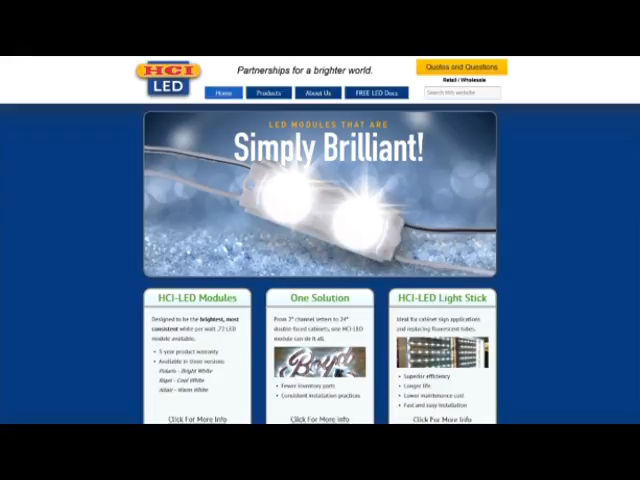 HCI
LED
Partnerships for a brighter world.
Quotes and Questions
Retail / Wholesale
Home
Products
About Us
FREE LED Docs
Search this website
LED MODULES THAT ARE
Simply Brilliant!
HCI-LED Modules
Designed to be the brightest, most
consistent white per watt .72 LED
module available.
5-year product warranty
Available in three versions:
Polaris - Bright White
Rigel - Cool White
Altair - Warm White
Click For More Info
One Solution
From 2" channel letters to 24"
double faced cabinets, one HCI-LED
module can do it all.
Boyd
Fewer inventory parts
Consistent installation practices
Click For More Info
HCI-LED Light Stick
Ideal for cabinet sign applications
and replacing fluorescent tubes.
Superior efficiency
Longer life
Lower maintenance cost
Fast and easy installation
Click For More Info